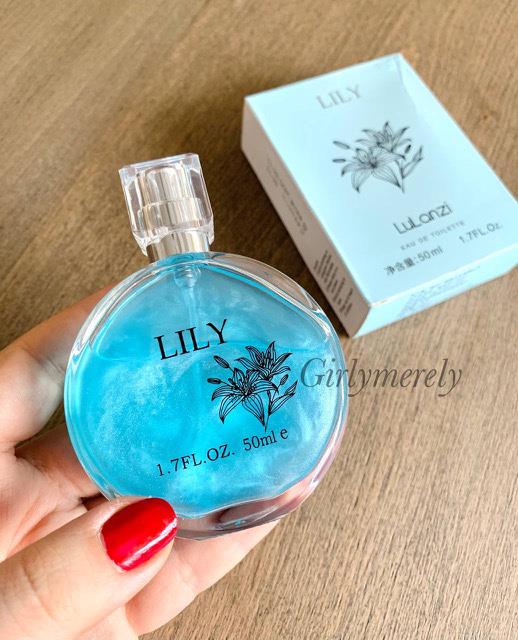 LILY
LuLanzi
EAU DE TOILETTE
1.7FL.Oz.
净含量:50ml
LILY
1.7FL.OZ. 50ml e
Girlymerely